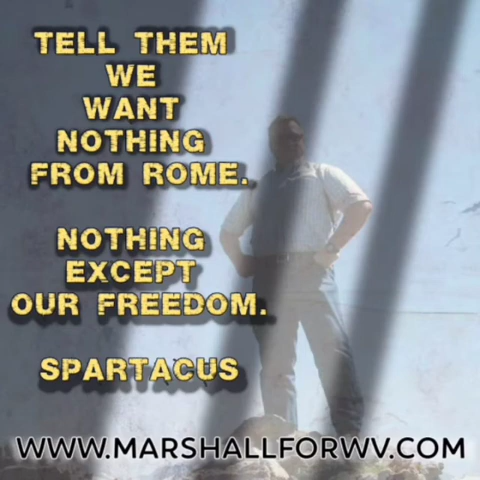 TELL THEM
WE
WANT
NOTHING
FROM ROME.
NOTHING
EXCEPT
OUR FREEDOM.
SPARTACUS
WWW.MARSHALLFORWV.COM